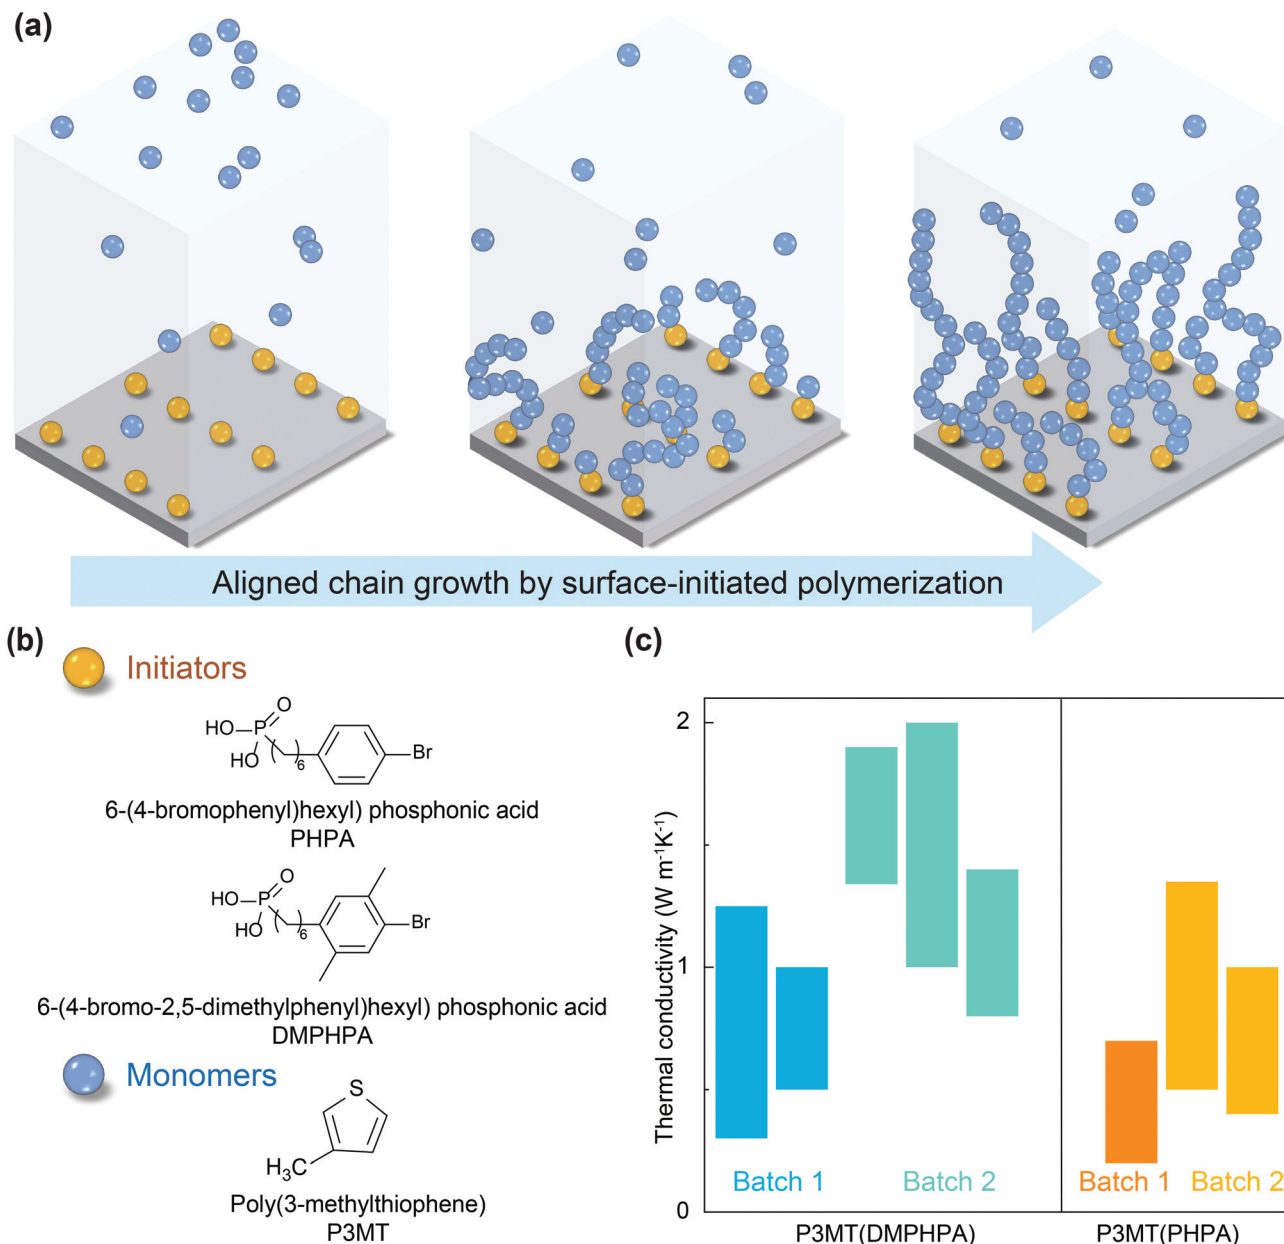 (a)
Aligned chain growth by surface-initiated polymerization
(b)
Initiators
HO
P
O
HO
6
Br
6-(4-bromophenyl)hexyl) phosphonic acid
PHPA
HO
P
O
HO
6
Br
6-(4-bromo-2,5-dimethylphenyl)hexyl) phosphonic acid
DMPHPA
Monomers
S
H₃C
Poly(3-methylthiophene)
P3MT
(c)
Thermal conductivity (W m⁻¹K⁻¹)
2
1
0
Batch 1
Batch 2
Batch 1
Batch 2
P3MT(DMPHPA)
P3MT(PHPA)